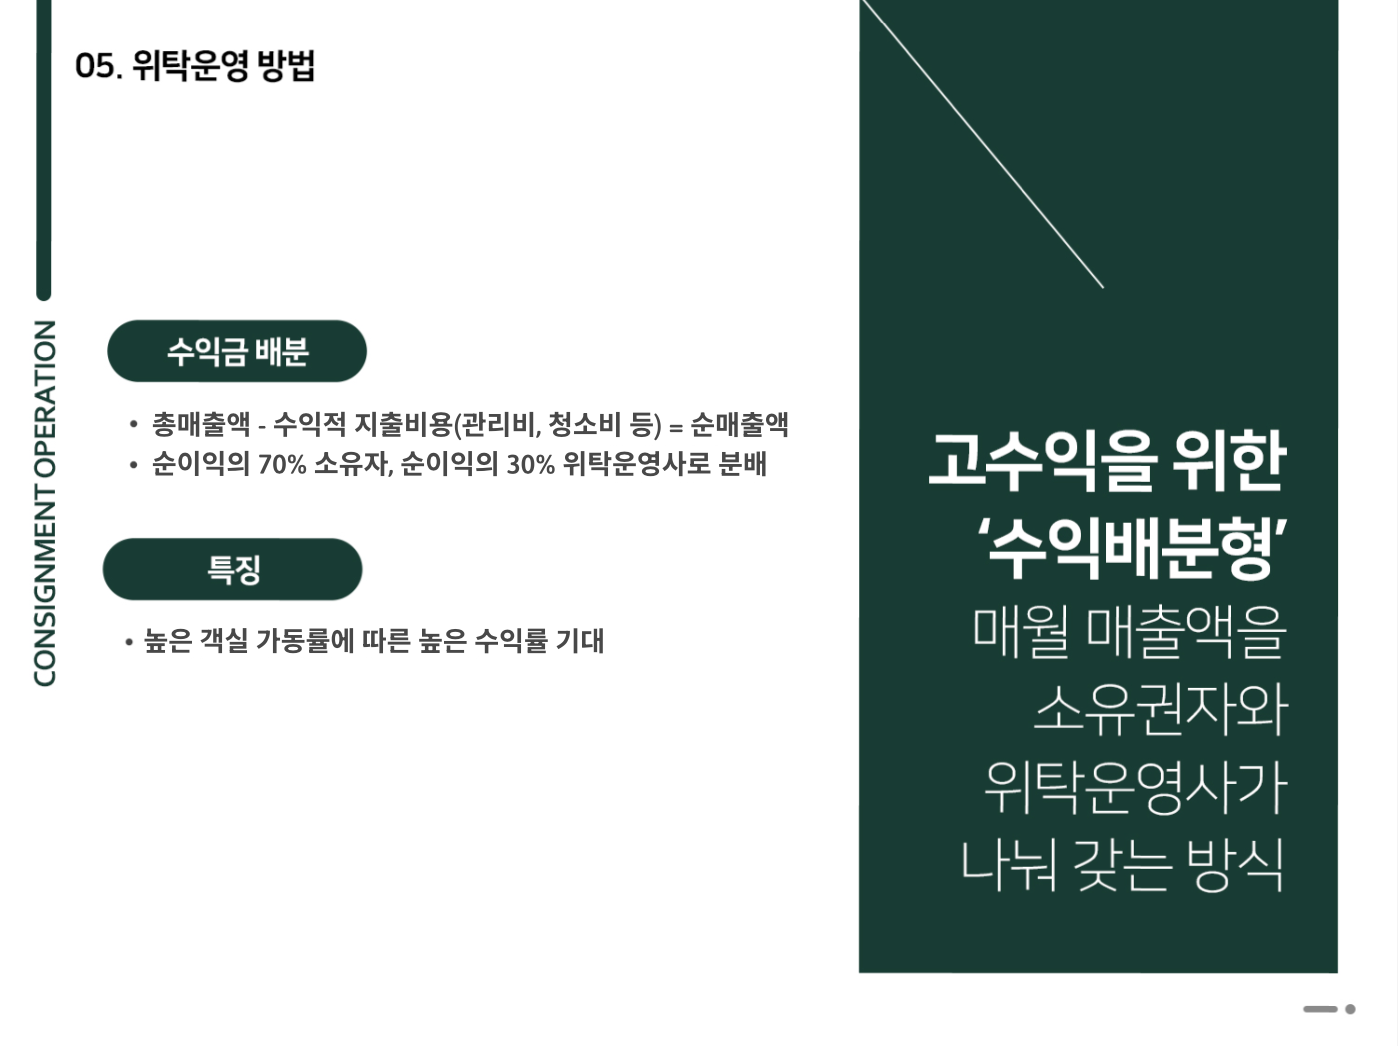 05. 위탁운영 방법
CONSIGNMENT OPERATION
수익금 배분
• 총매출액 - 수익적 지출비용(관리비, 청소비 등) = 순매출액
• 순이익의 70% 소유자, 순이익의 30% 위탁운영사로 분배
특징
• 높은 객실 가동률에 따른 높은 수익률 기대
고수익을 위한
‘수익배분형’
매월 매출액을
소유권자와
위탁운영사가
나눠 갖는 방식